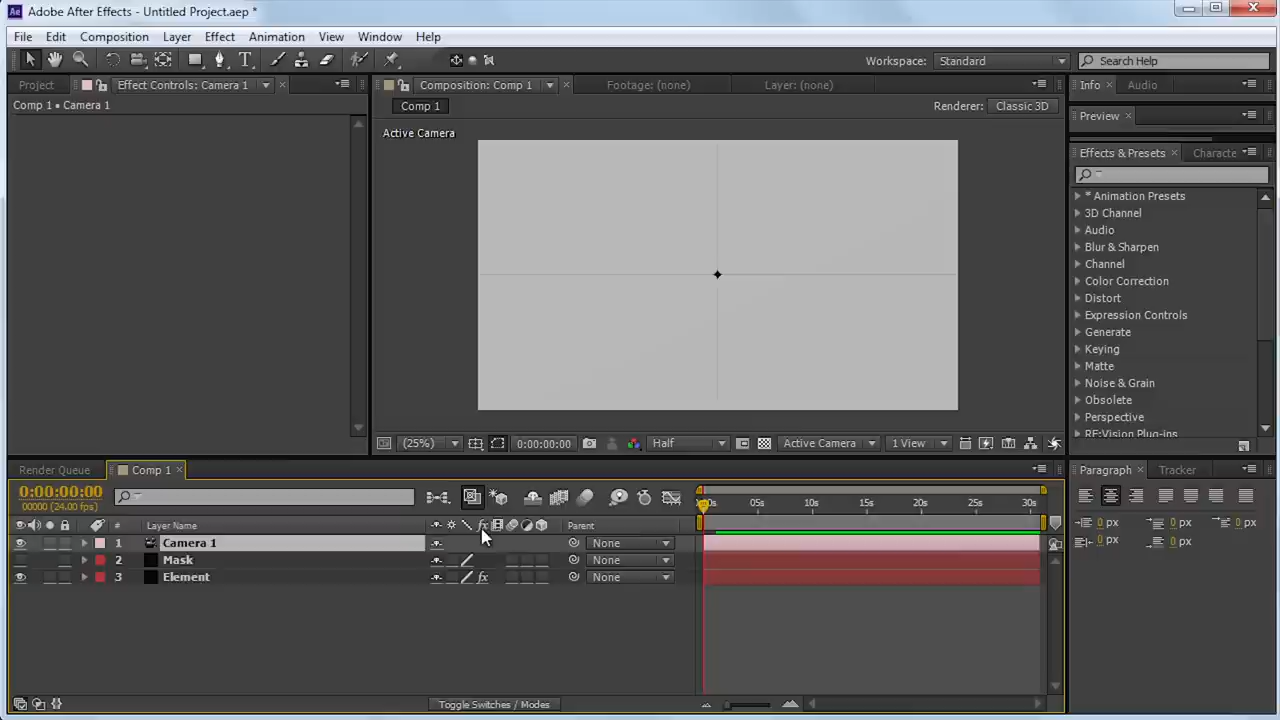 Ae Adobe After Effects - Untitled Project.aep *
File Edit Composition Layer Effect Animation View Window Help
Workspace: Standard Search Help
Project Effect Controls: Camera 1 Composition: Comp 1 Footage: (none) Layer: (none) Info Audio
Comp 1 • Camera 1
Comp 1
Renderer: Classic 3D
Active Camera
Preview
Effects & Presets Characte
* Animation Presets
3D Channel
Audio
Blur & Sharpen
Channel
Color Correction
Distort
Expression Controls
Generate
Keying
Matte
Noise & Grain
Obsolete
Perspective
RE:Vision Plug-ins
(25%) 0:00:00:00 Half Active Camera 1 View
Render Queue Comp 1
Paragraph Tracker
0:00:00:00
00000 (24.00 fps)
05s 10s 15s 20s 25s 30s
# Layer Name fx Parent
1 Camera 1 None
2 Mask None
3 Element fx None
0 px 0 px 0 px
0 px 0 px
Toggle Switches / Modes